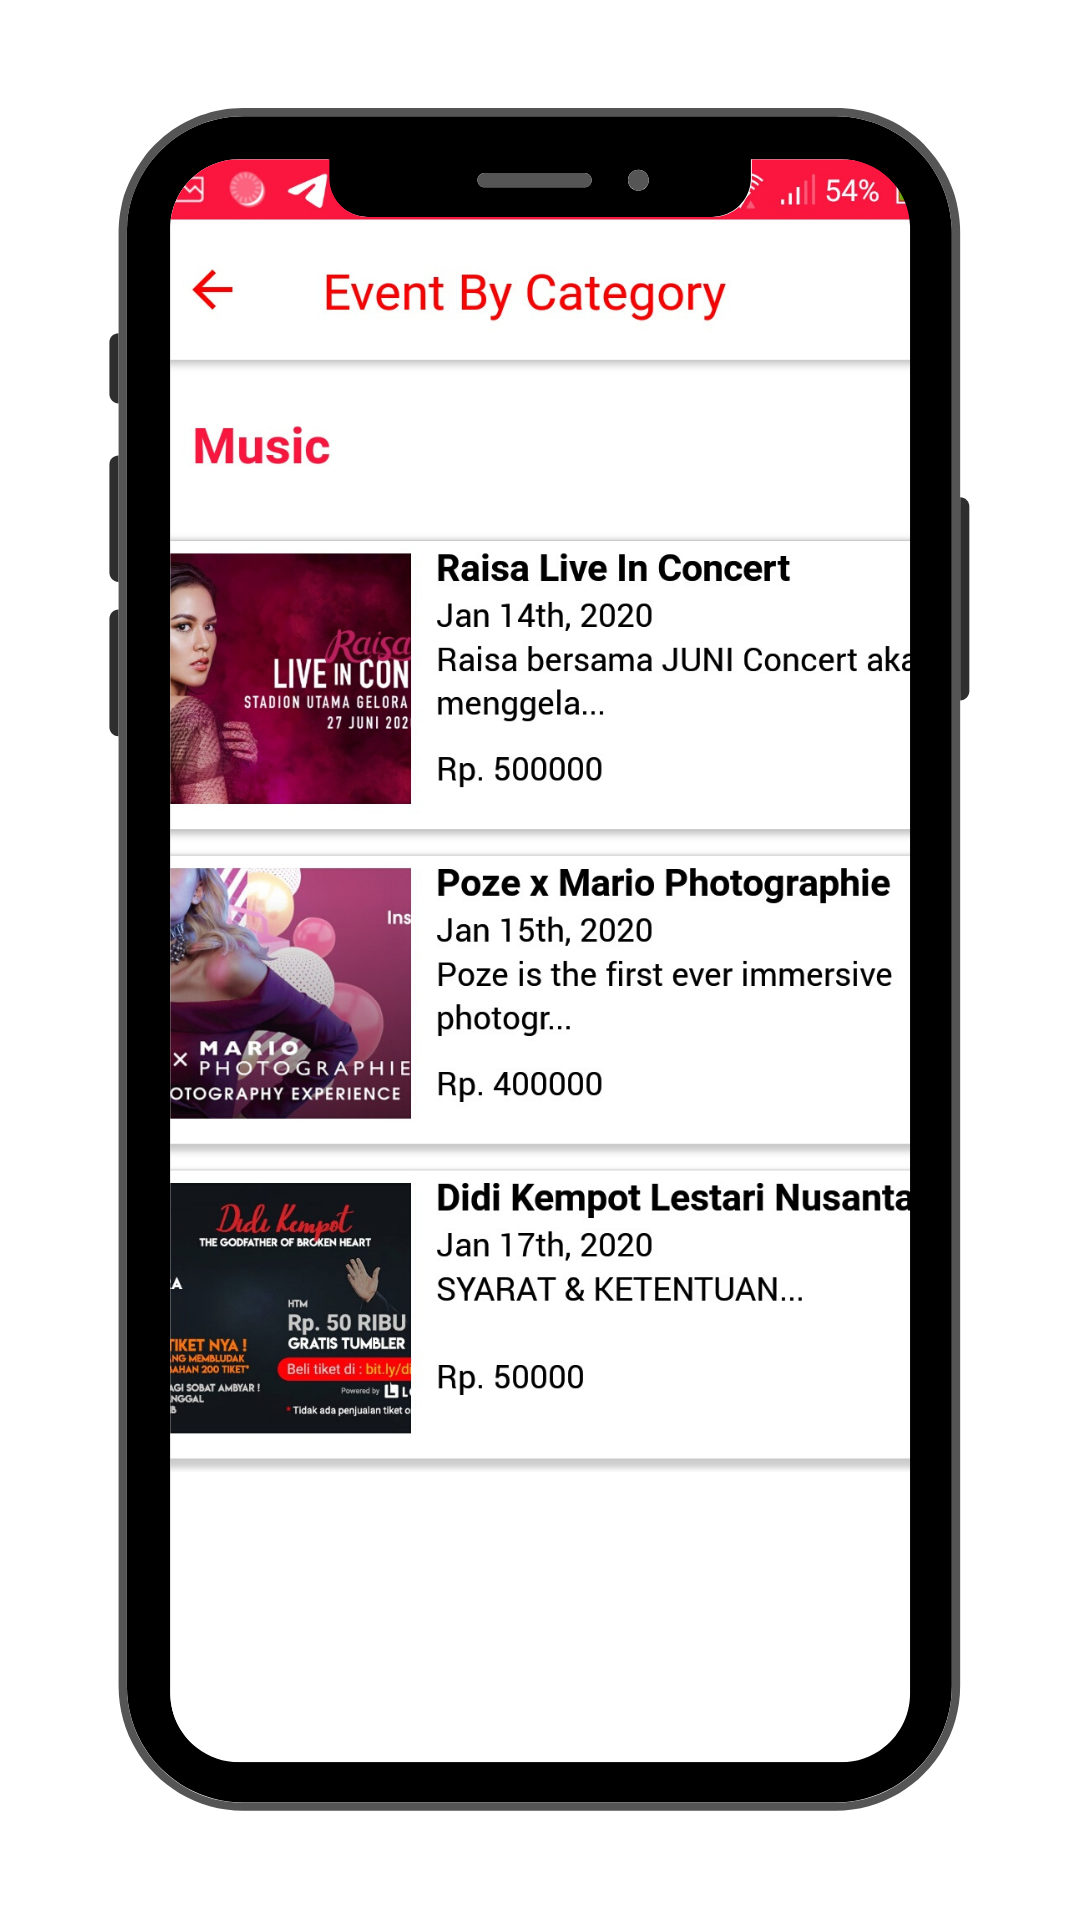 54%
Event By Category
Music
Raisa
LIVE IN CON
STADION UTAMA GELORA
27 JUNI 202
Raisa Live In Concert
Jan 14th, 2020
Raisa bersama JUNI Concert aka
menggela...
Rp. 500000
Ins
× MARIO
PHOTOGRAPHIE
OTOGRAPHY EXPERIENCE
Poze x Mario Photographie
Jan 15th, 2020
Poze is the first ever immersive
photogr...
Rp. 400000
Didi Kempot
THE GODFATHER OF BROKEN HEART
RA
HTM
Rp. 50 RIBU
GRATIS TUMBLER
TIKET NYA !
NG MEMBLUDAK
AHAN 200 TIKET*
Beli tiket di : bit.ly/di
AGI SOBAT AMBYAR !
NGGAL
B
Powered by
* Tidak ada penjualan tiket o
Didi Kempot Lestari Nusanta
Jan 17th, 2020
SYARAT & KETENTUAN...
Rp. 50000